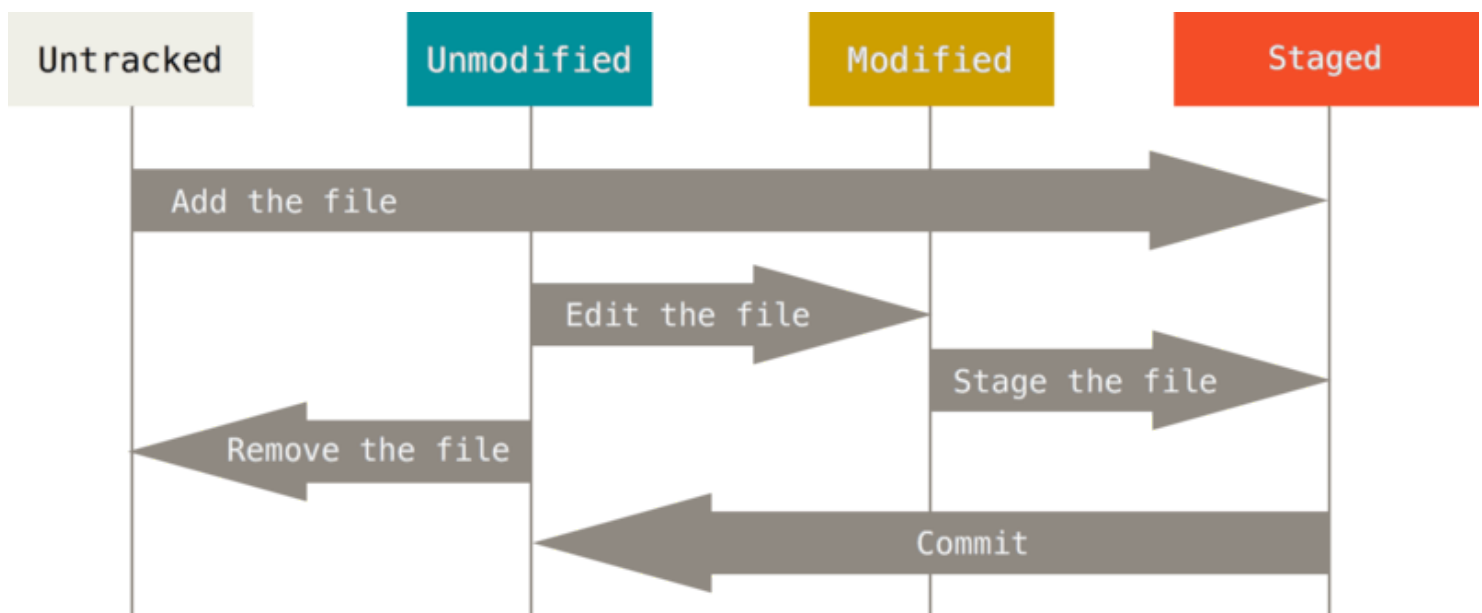 Untracked
Unmodified
Modified
Staged
Add the file
Edit the file
Stage the file
Remove the file
Commit